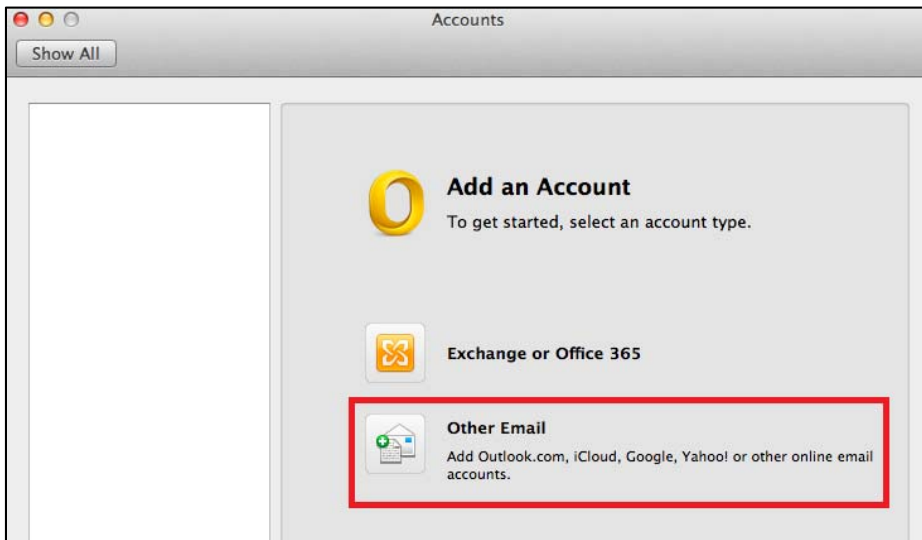 Accounts
Show All
Add an Account
To get started, select an account type.
Exchange or Office 365
Other Email
Add Outlook.com, iCloud, Google, Yahoo! or other online email
accounts.